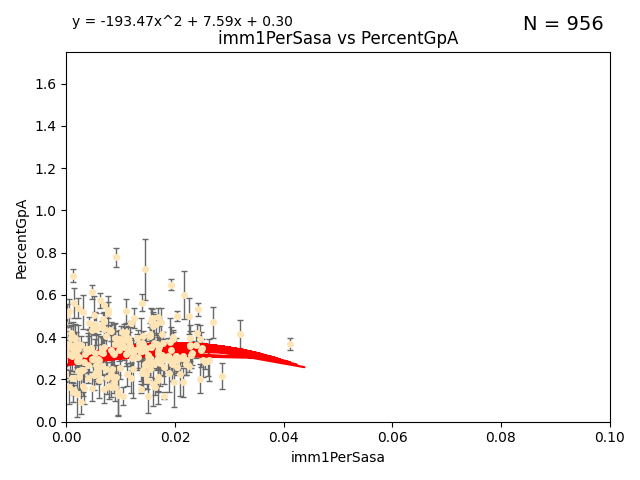 y = -193.47x^2 + 7.59x + 0.30
N = 956
imm1PerSasa vs PercentGpA
PercentGpA
1.6
1.4
1.2
1.0
0.8
0.6
0.4
0.2
0.0
0.00 0.02 0.04 0.06 0.08 0.10
imm1PerSasa